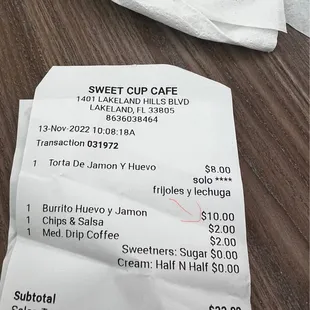 SWEET CUP CAFE
1401 LAKELAND HILLS BLVD
LAKELAND, FL 33805
8636038464
13-Nov-2022 10:08:18A
Transaction 031972
1 Torta De Jamon Y Huevo $8.00
solo ****
frijoles y lechuga
1 Burrito Huevo y Jamon $10.00
1 Chips & Salsa $2.00
1 Med. Drip Coffee $2.00
Sweetners: Sugar $0.00
Cream: Half N Half $0.00
Subtotal $22.00